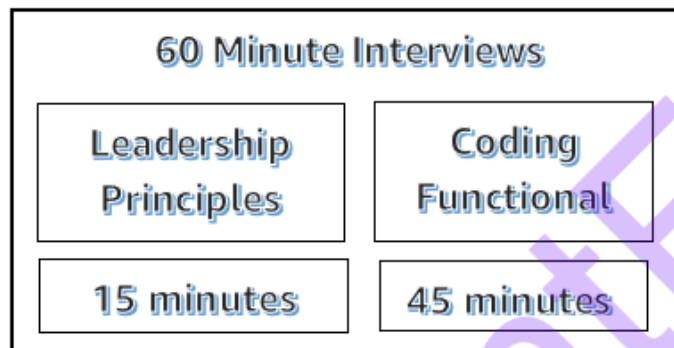 60 Minute Interviews
Leadership
Principles
Coding
Functional
15 minutes
45 minutes